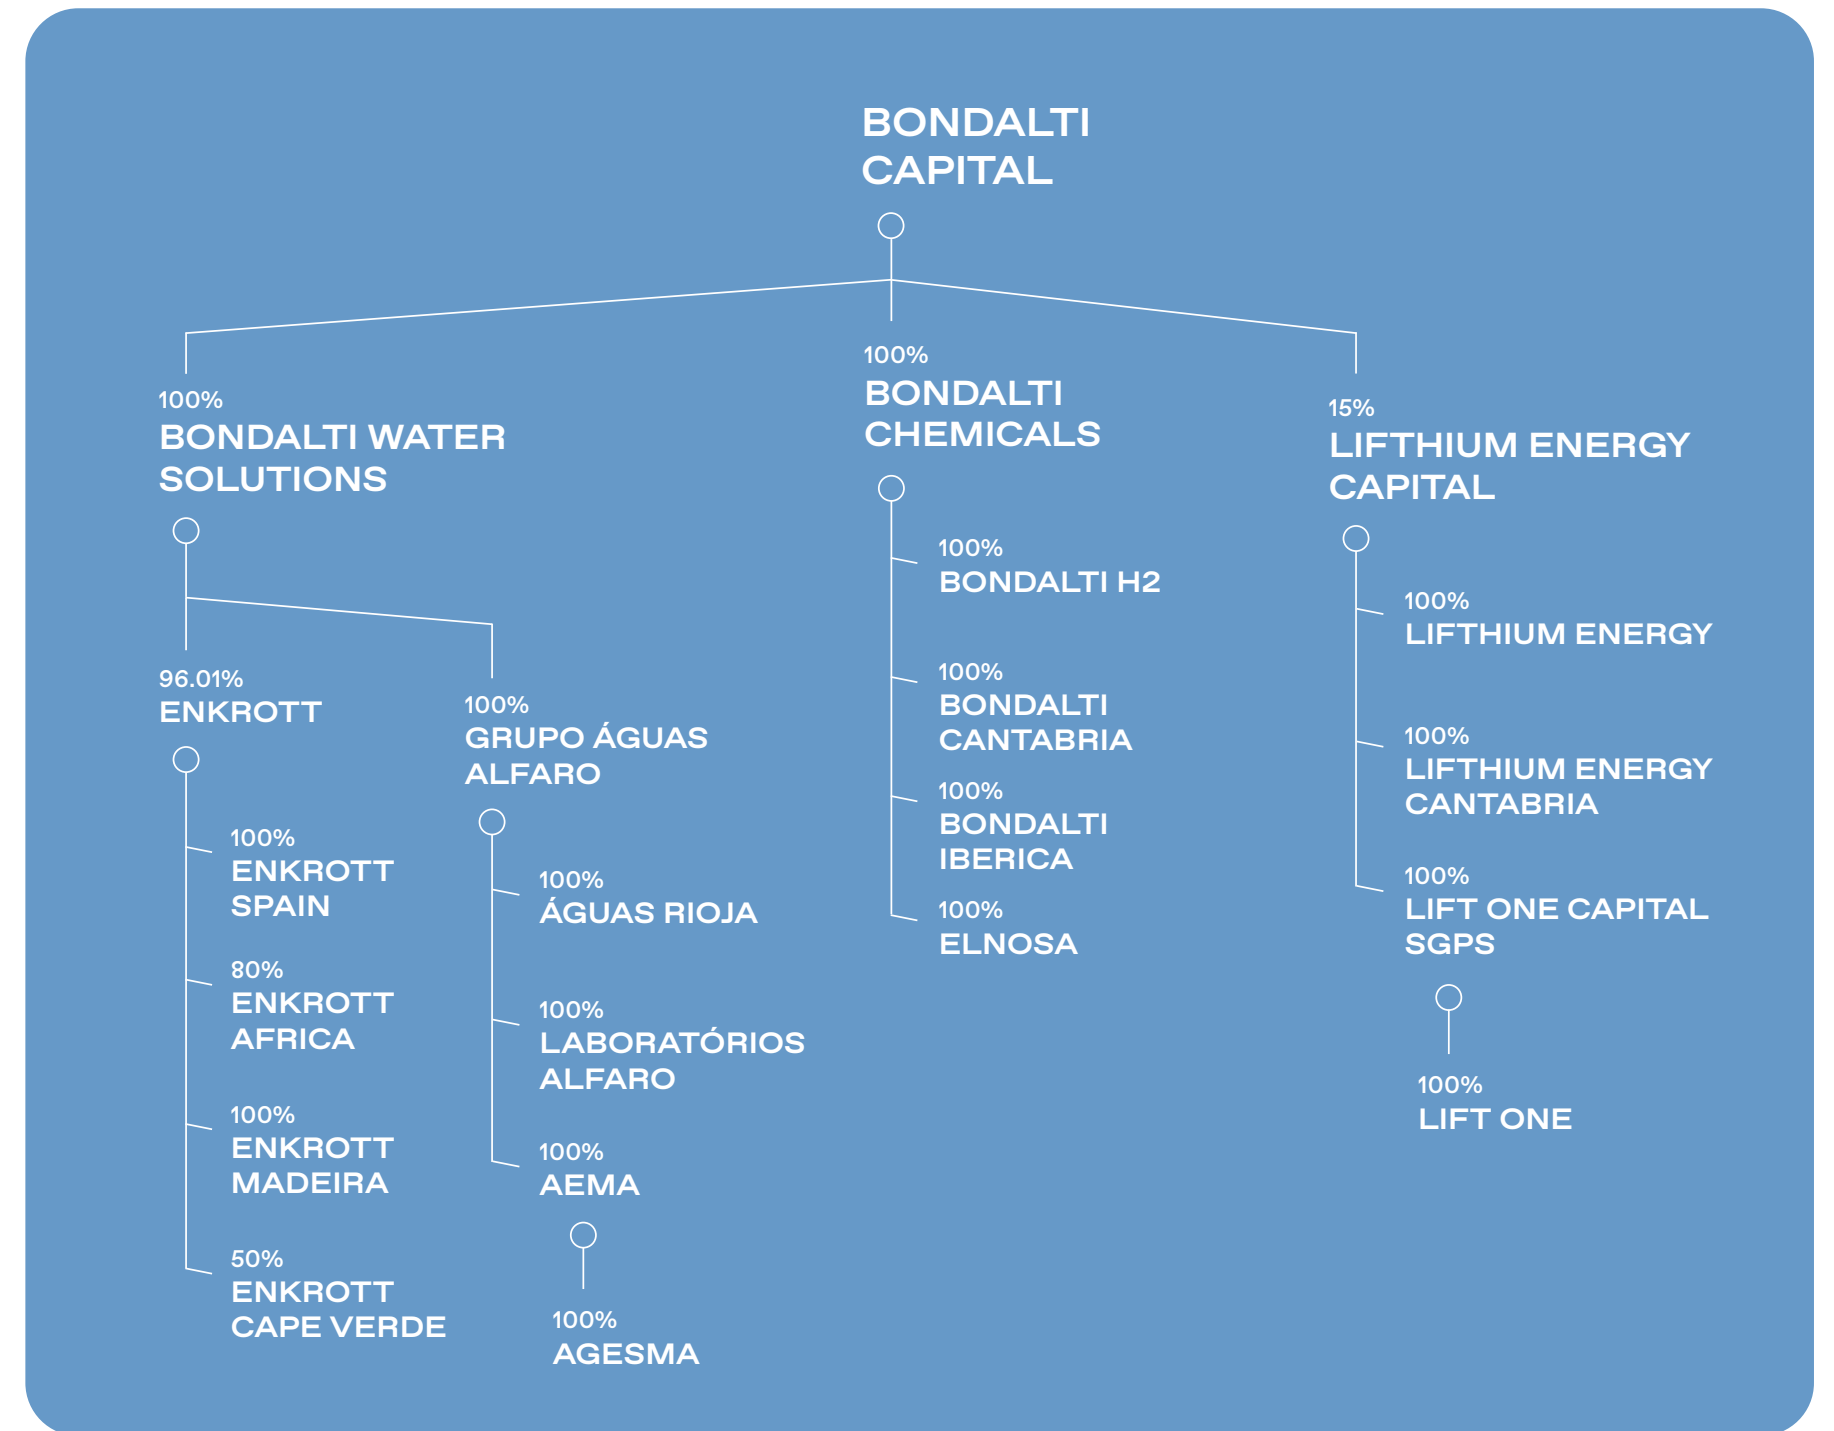 BONDALTI
CAPITAL
100%
BONDALTI WATER
SOLUTIONS
96.01%
ENKROTT
100%
ENKROTT
SPAIN
80%
ENKROTT
AFRICA
100%
ENKROTT
MADEIRA
50%
ENKROTT
CAPE VERDE
100%
GRUPO ÁGUAS
ALFARO
100%
ÁGUAS RIOJA
100%
LABORATÓRIOS
ALFARO
100%
AEMA
100%
AGESMA
100%
BONDALTI
CHEMICALS
100%
BONDALTI H2
100%
BONDALTI
CANTABRIA
100%
BONDALTI
IBERICA
100%
ELNOSA
15%
LIFTHIUM ENERGY
CAPITAL
100%
LIFTHIUM ENERGY
100%
LIFTHIUM ENERGY
CANTABRIA
100%
LIFT ONE CAPITAL
SGPS
100%
LIFT ONE